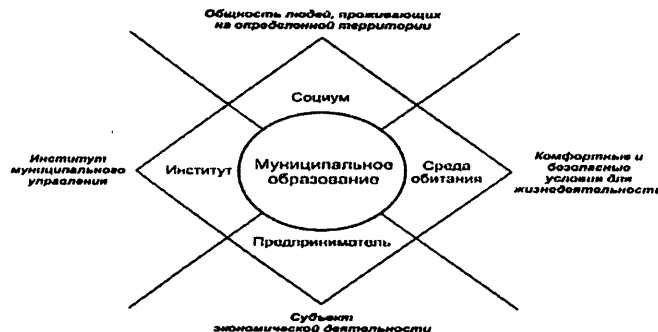 Общность людей, проживающих
на определенной территории
Социум
Институт
муниципального
управления
Институт
Муниципальное
образование
Среда
обитания
Комфортные и
безопасные
условия для
жизнедеятельности
Предприниматель
Субъект
экономической деятельности